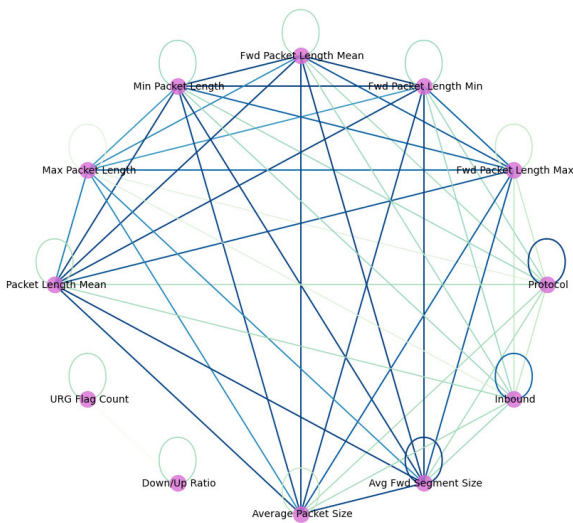 Fwd Packet Length Mean
Min Packet Length
Fwd Packet Length Min
Max Packet Length
Fwd Packet Length Max
Packet Length Mean
Protocol
URG Flag Count
Inbound
Down/Up Ratio
Avg Fwd Segment Size
Average Packet Size